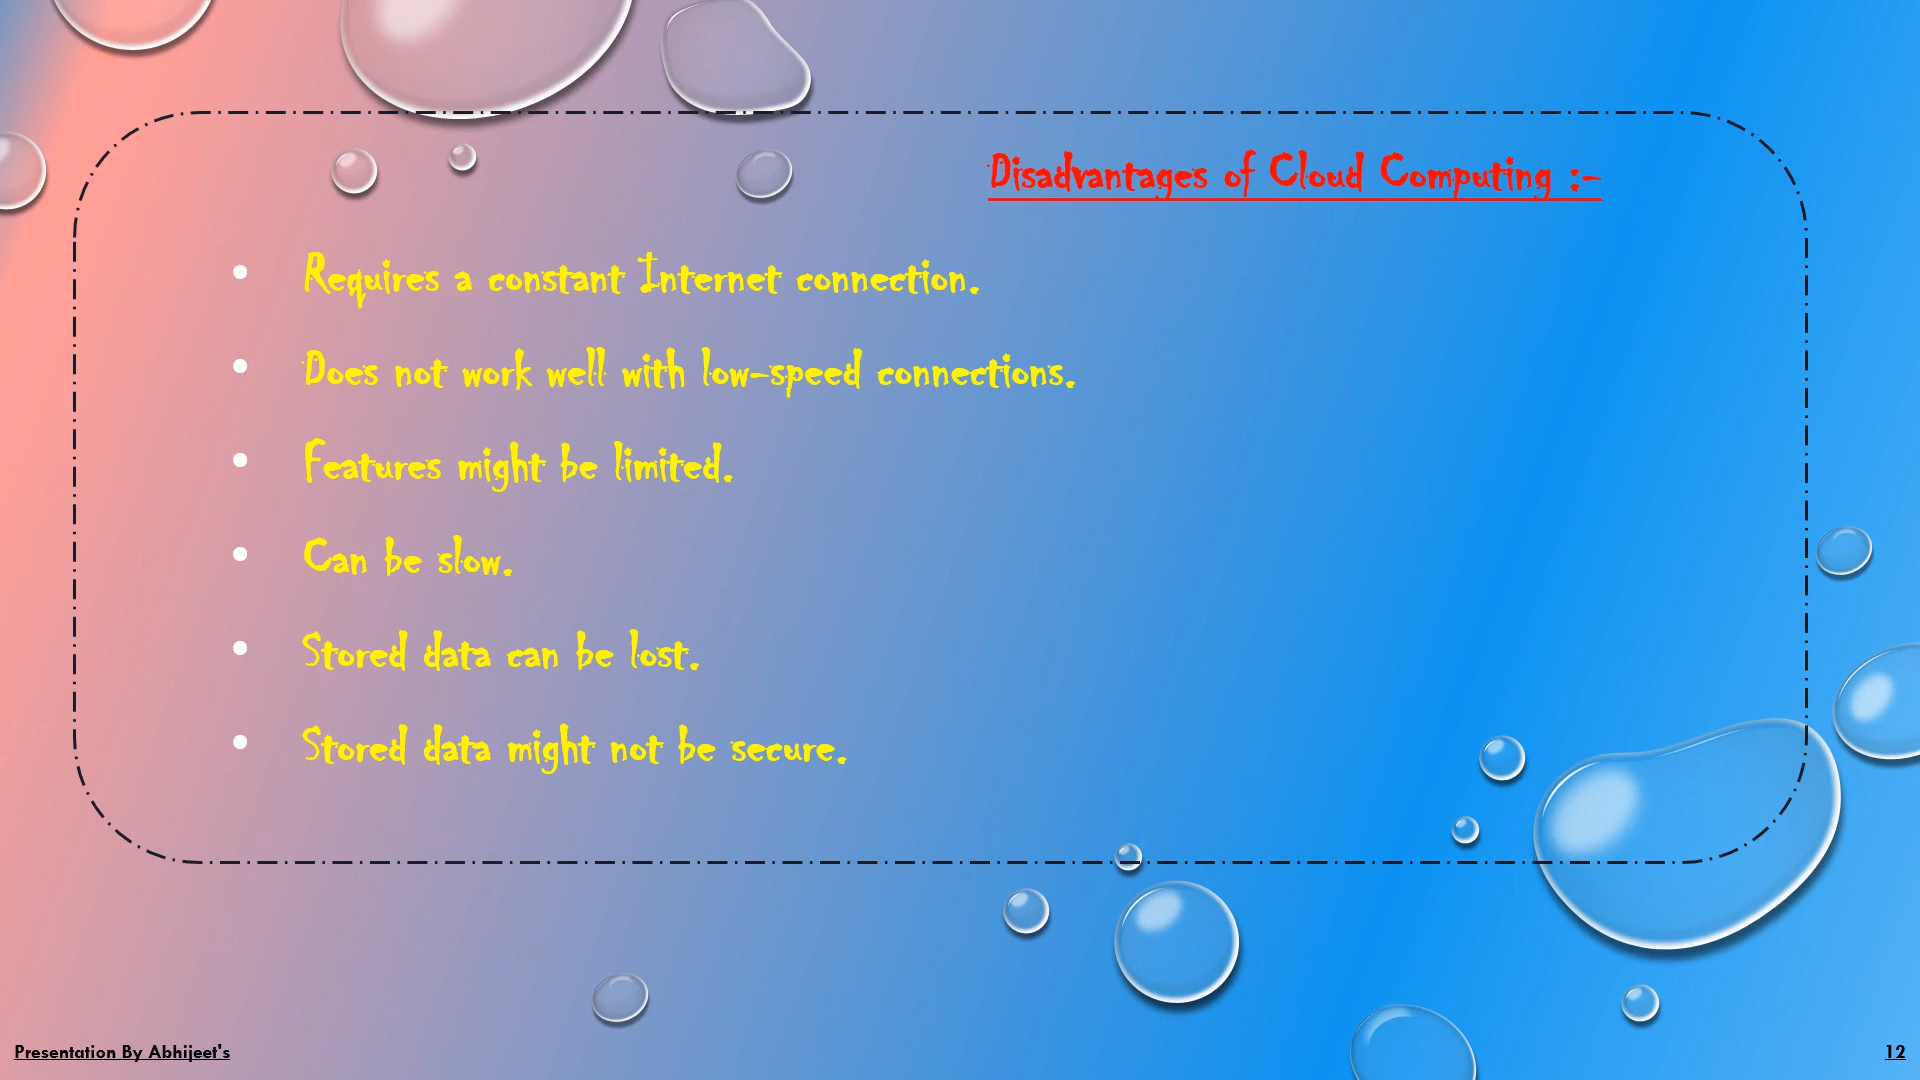 Disadvantages of Cloud Computing :-
• Requires a constant Internet connection.
• Does not work well with low-speed connections.
• Features might be limited.
• Can be slow.
• Stored data can be lost.
• Stored data might not be secure.
Presentation By Abhijeet's
12